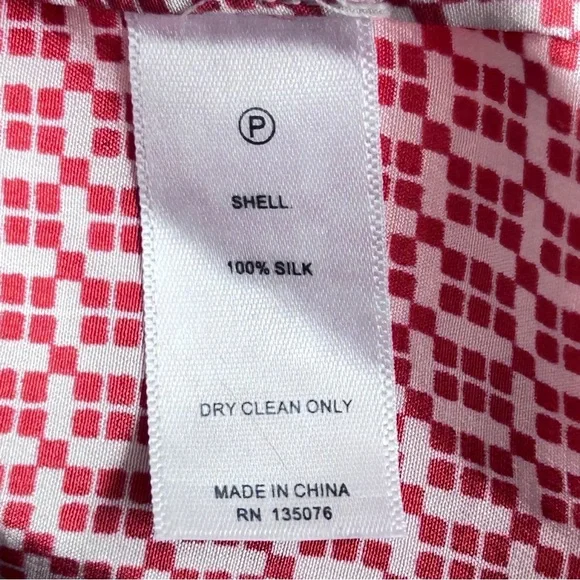 P
SHELL
100% SILK
DRY CLEAN ONLY
MADE IN CHINA
RN 135076